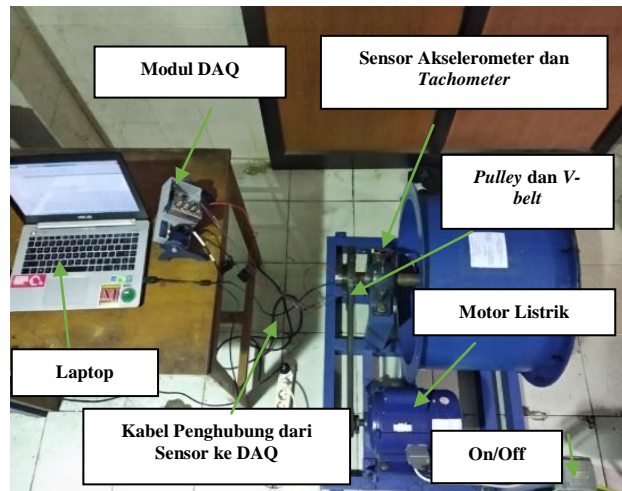 Modul DAQ
Sensor Akselerometer dan
Tachometer
Pulley dan V-
belt
Motor Listrik
Laptop
Kabel Penghubung dari
Sensor ke DAQ
On/Off